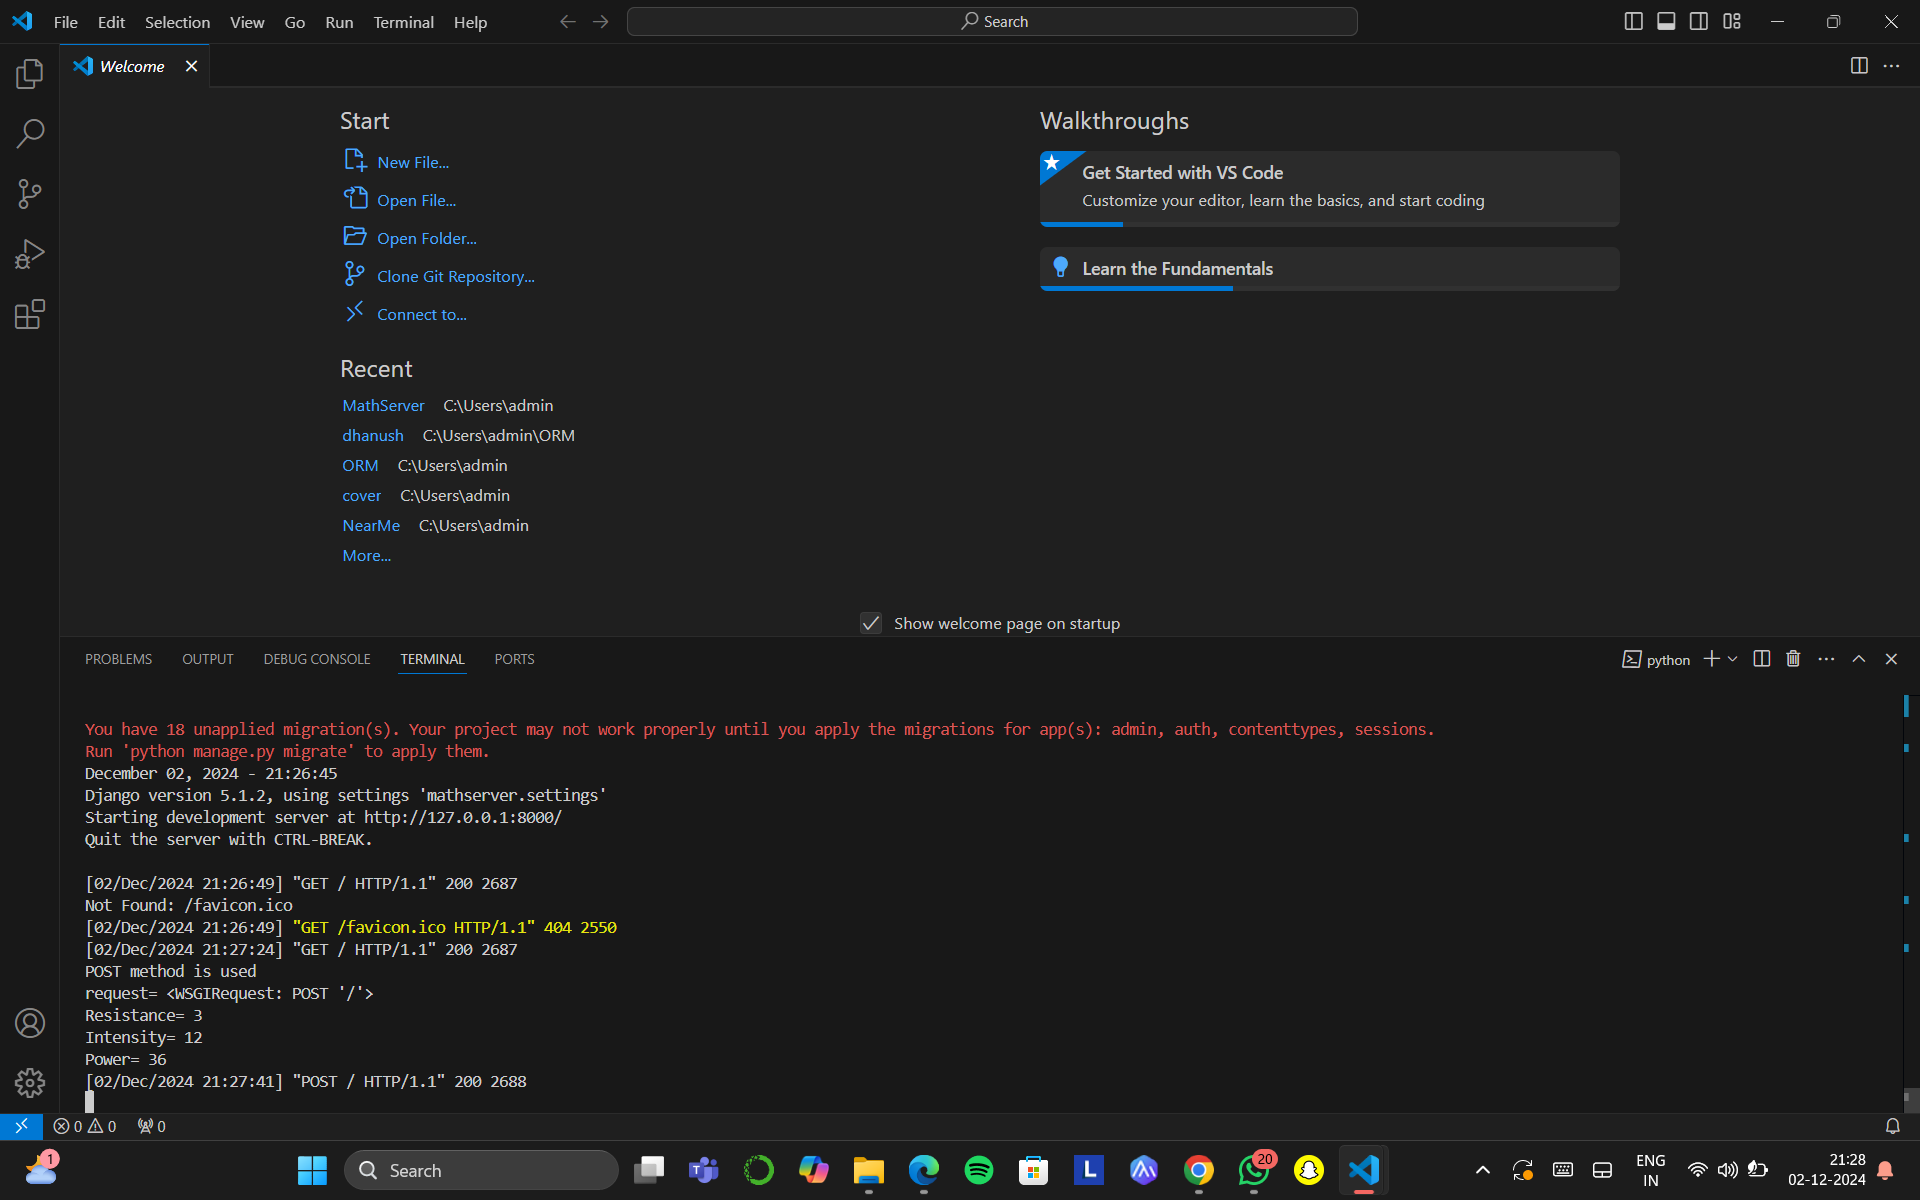 File Edit Selection View Go Run Terminal Help
Search
Welcome
Start
New File...
Open File...
Open Folder...
Clone Git Repository...
Connect to...
Recent
MathServer C:\Users\admin
dhanush C:\Users\admin\ORM
ORM C:\Users\admin
cover C:\Users\admin
NearMe C:\Users\admin
More...
Walkthroughs
Get Started with VS Code
Customize your editor, learn the basics, and start coding
Learn the Fundamentals
Show welcome page on startup
PROBLEMS OUTPUT DEBUG CONSOLE TERMINAL PORTS
python
You have 18 unapplied migration(s). Your project may not work properly until you apply the migrations for app(s): admin, auth, contenttypes, sessions.
Run 'python manage.py migrate' to apply them.
December 02, 2024 - 21:26:45
Django version 5.1.2, using settings 'mathserver.settings'
Starting development server at http://127.0.0.1:8000/
Quit the server with CTRL-BREAK.
[02/Dec/2024 21:26:49] "GET / HTTP/1.1" 200 2687
Not Found: /favicon.ico
[02/Dec/2024 21:26:49] "GET /favicon.ico HTTP/1.1" 404 2550
[02/Dec/2024 21:27:24] "GET / HTTP/1.1" 200 2687
POST method is used
request= <WSGIRequest: POST '/'>
Resistance= 3
Intensity= 12
Power= 36
[02/Dec/2024 21:27:41] "POST / HTTP/1.1" 200 2688
0 0 0
1
Search
L
20
ENG
IN
21:28
02-12-2024